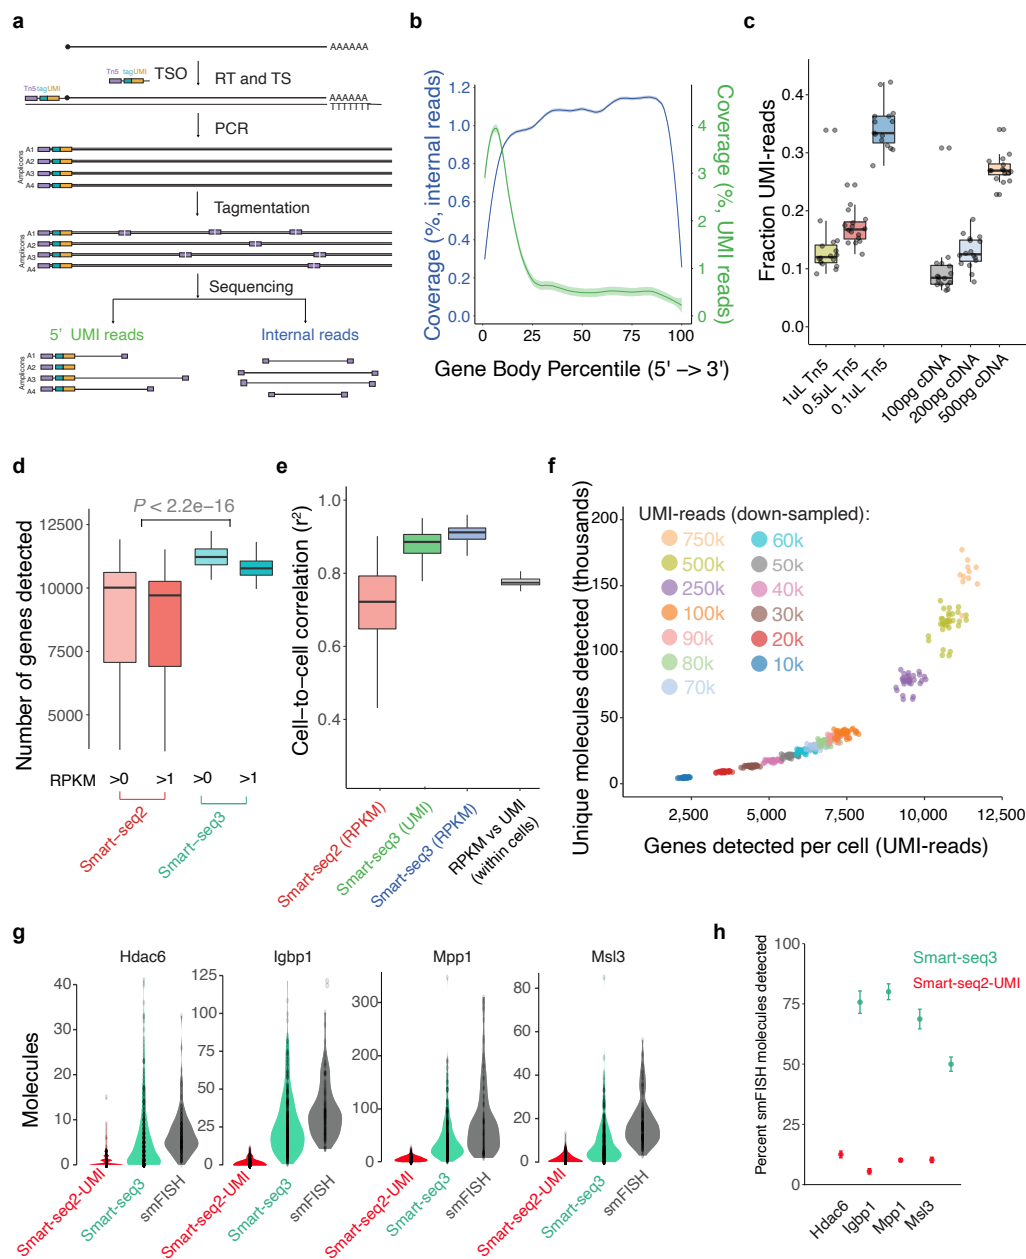 a
AAAAAA
Tn5 tag UMI
TSO
RT and TS
Tn5 tag UMI
AAAAAA
TTTTTTT
PCR
Amplicons
A1
A2
A3
A4
Tagmentation
Amplicons
A1
A2
A3
A4
Sequencing
5' UMI reads
Internal reads
Amplicons
A1
A2
A3
A4
b
Coverage (%, internal reads)
1.2
1.0
0.8
0.6
0.4
0.2
0.0
Coverage (%, UMI reads)
4
3
2
1
0
0 25 50 75 100
Gene Body Percentile (5' –> 3')
c
Fraction UMI-reads
0.4
0.3
0.2
0.1
0.0
1uL Tn5
0.5uL Tn5
0.1uL Tn5
100pg cDNA
200pg cDNA
500pg cDNA
d
P < 2.2e−16
Number of genes detected
12500
10000
7500
5000
RPKM >0 >1 >0 >1
Smart−seq2
Smart−seq3
e
Cell−to−cell correlation (r²)
1.0
0.8
0.6
0.4
Smart-seq2 (RPKM)
Smart-seq3 (UMI)
Smart-seq3 (RPKM)
RPKM vs UMI
(within cells)
f
UMI-reads (down-sampled):
750k
500k
250k
100k
90k
80k
70k
60k
50k
40k
30k
20k
10k
Unique molecules detected (thousands)
200
150
100
50
0
2,500 5,000 7,500 10,000 12,500
Genes detected per cell (UMI-reads)
g
Molecules
Hdac6
40
30
20
10
0
Smart-seq2-UMI
Smart-seq3
smFISH
Igbp1
125
100
75
50
25
0
Smart-seq2-UMI
Smart-seq3
smFISH
Mpp1
300
200
100
0
Smart-seq2-UMI
Smart-seq3
smFISH
Msl3
80
60
40
20
0
Smart-seq2-UMI
Smart-seq3
smFISH
h
Percent smFISH molecules detected
100
75
50
25
0
Smart-seq3
Smart-seq2-UMI
Hdac6
Igbp1
Mpp1
Msl3